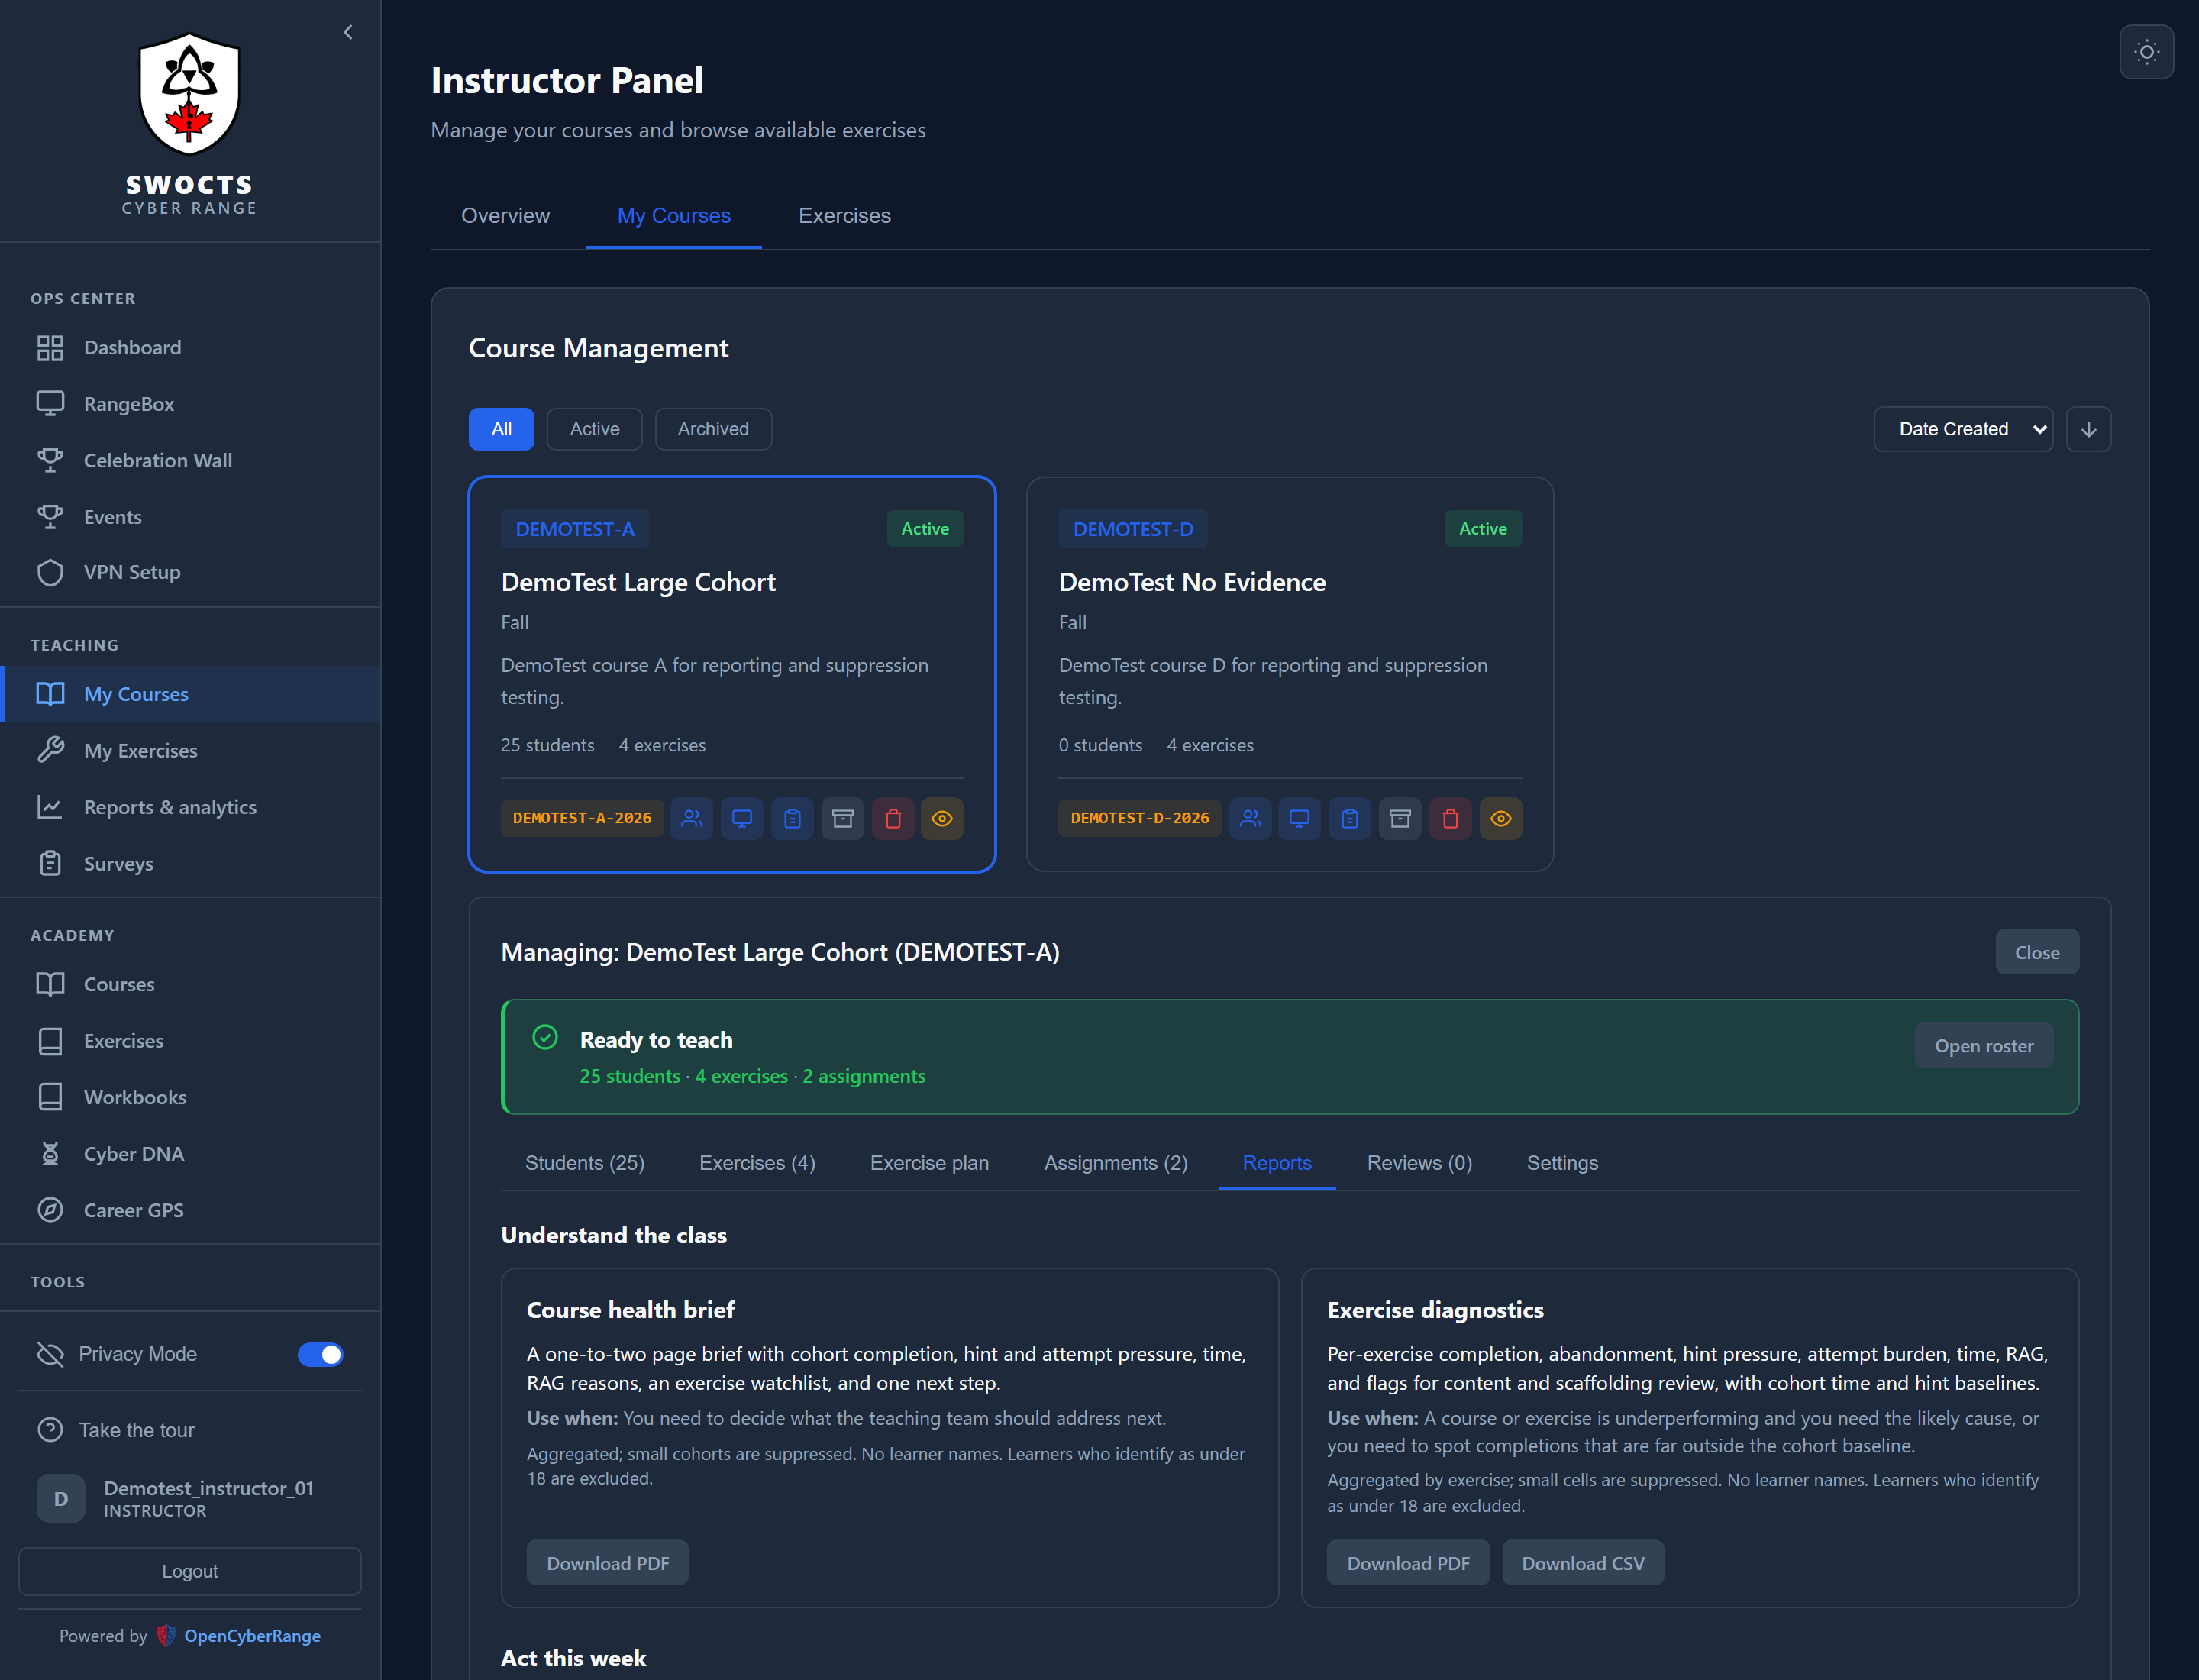 SWOCTS
CYBER RANGE
OPS CENTER
Dashboard
RangeBox
Celebration Wall
Events
VPN Setup
TEACHING
My Courses
My Exercises
Reports & analytics
Surveys
ACADEMY
Courses
Exercises
Workbooks
Cyber DNA
Career GPS
TOOLS
Privacy Mode
Take the tour
D
Demotest_instructor_01
INSTRUCTOR
Logout
Powered by OpenCyberRange
Instructor Panel
Manage your courses and browse available exercises
Overview My Courses Exercises
Course Management
All Active Archived Date Created
DEMOTEST-A Active
DemoTest Large Cohort
Fall
DemoTest course A for reporting and suppression
testing.
25 students 4 exercises
DEMOTEST-A-2026
DEMOTEST-D Active
DemoTest No Evidence
Fall
DemoTest course D for reporting and suppression
testing.
0 students 4 exercises
DEMOTEST-D-2026
Managing: DemoTest Large Cohort (DEMOTEST-A) Close
Ready to teach
25 students · 4 exercises · 2 assignments
Open roster
Students (25) Exercises (4) Exercise plan Assignments (2) Reports Reviews (0) Settings
Understand the class
Course health brief
A one-to-two page brief with cohort completion, hint and attempt pressure, time,
RAG reasons, an exercise watchlist, and one next step.
Use when: You need to decide what the teaching team should address next.
Aggregated; small cohorts are suppressed. No learner names. Learners who identify as under
18 are excluded.
Download PDF
Exercise diagnostics
Per-exercise completion, abandonment, hint pressure, attempt burden, time, RAG,
and flags for content and scaffolding review, with cohort time and hint baselines.
Use when: A course or exercise is underperforming and you need the likely cause, or
you need to spot completions that are far outside the cohort baseline.
Aggregated by exercise; small cells are suppressed. No learner names. Learners who identify
as under 18 are excluded.
Download PDF Download CSV
Act this week